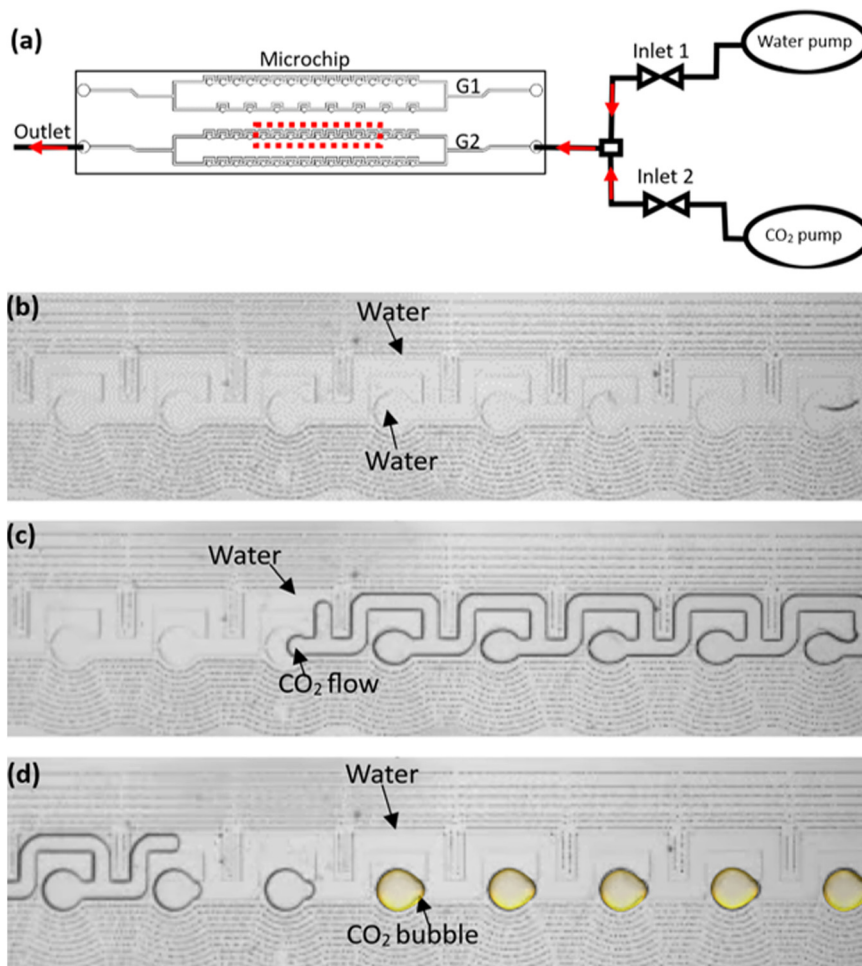 (a)
Microchip
G1
G2
Outlet
Inlet 1
Water pump
Inlet 2
CO₂ pump
(b)
Water
Water
(c)
Water
CO₂ flow
(d)
Water
CO₂ bubble